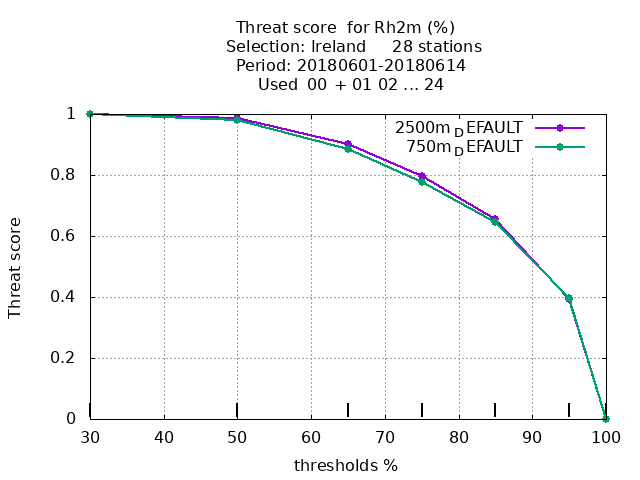 Threat score  for Rh2m (%)
Selection: Ireland     28 stations
Period: 20180601-20180614
Used  00  + 01 02 ... 24
2500m_DEFAULT
750m_DEFAULT
1
0.8
0.6
0.4
0.2
0
Threat score
30 40 50 60 70 80 90 100
thresholds %